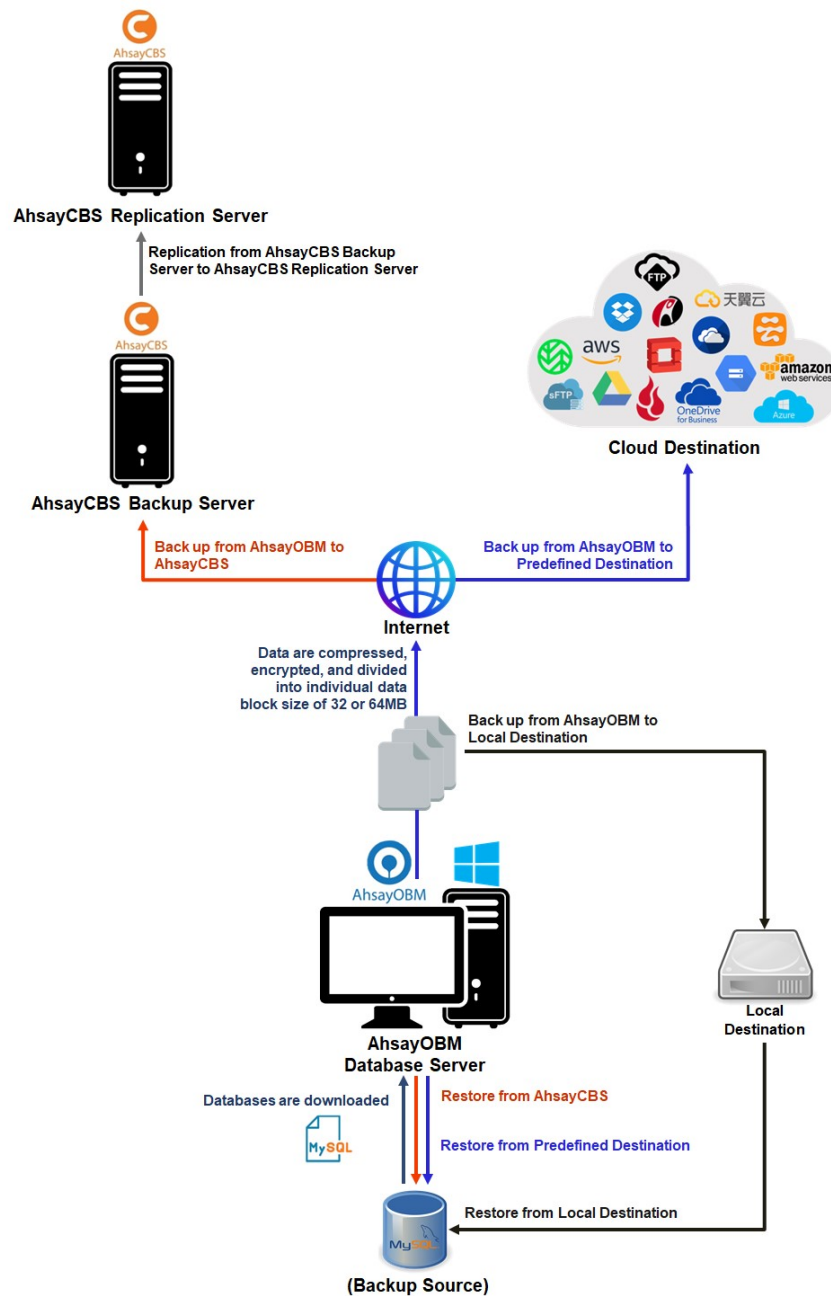 AhsayCBS
AhsayCBS Replication Server
Replication from AhsayCBS Backup
Server to AhsayCBS Replication Server
AhsayCBS
AhsayCBS Backup Server
FTP
天翼云
aws
amazon
web services
sFTP
OneDrive
for Business
Azure
Cloud Destination
Back up from AhsayOBM to
AhsayCBS
Back up from AhsayOBM to
Predefined Destination
Internet
Data are compressed,
encrypted, and divided
into individual data
block size of 32 or 64MB
Back up from AhsayOBM to
Local Destination
AhsayOBM
AhsayOBM
Database Server
Local
Destination
Databases are downloaded
MySQL
Restore from AhsayCBS
Restore from Predefined Destination
Restore from Local Destination
MySQL
(Backup Source)